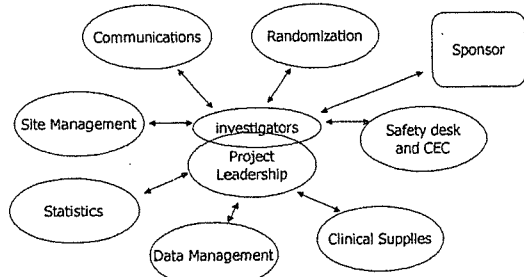 Communications
Randomization
Sponsor
Site Management
investigators
Safety desk
and CEC
Project
Leadership
Statistics
Clinical Supplies
Data Management